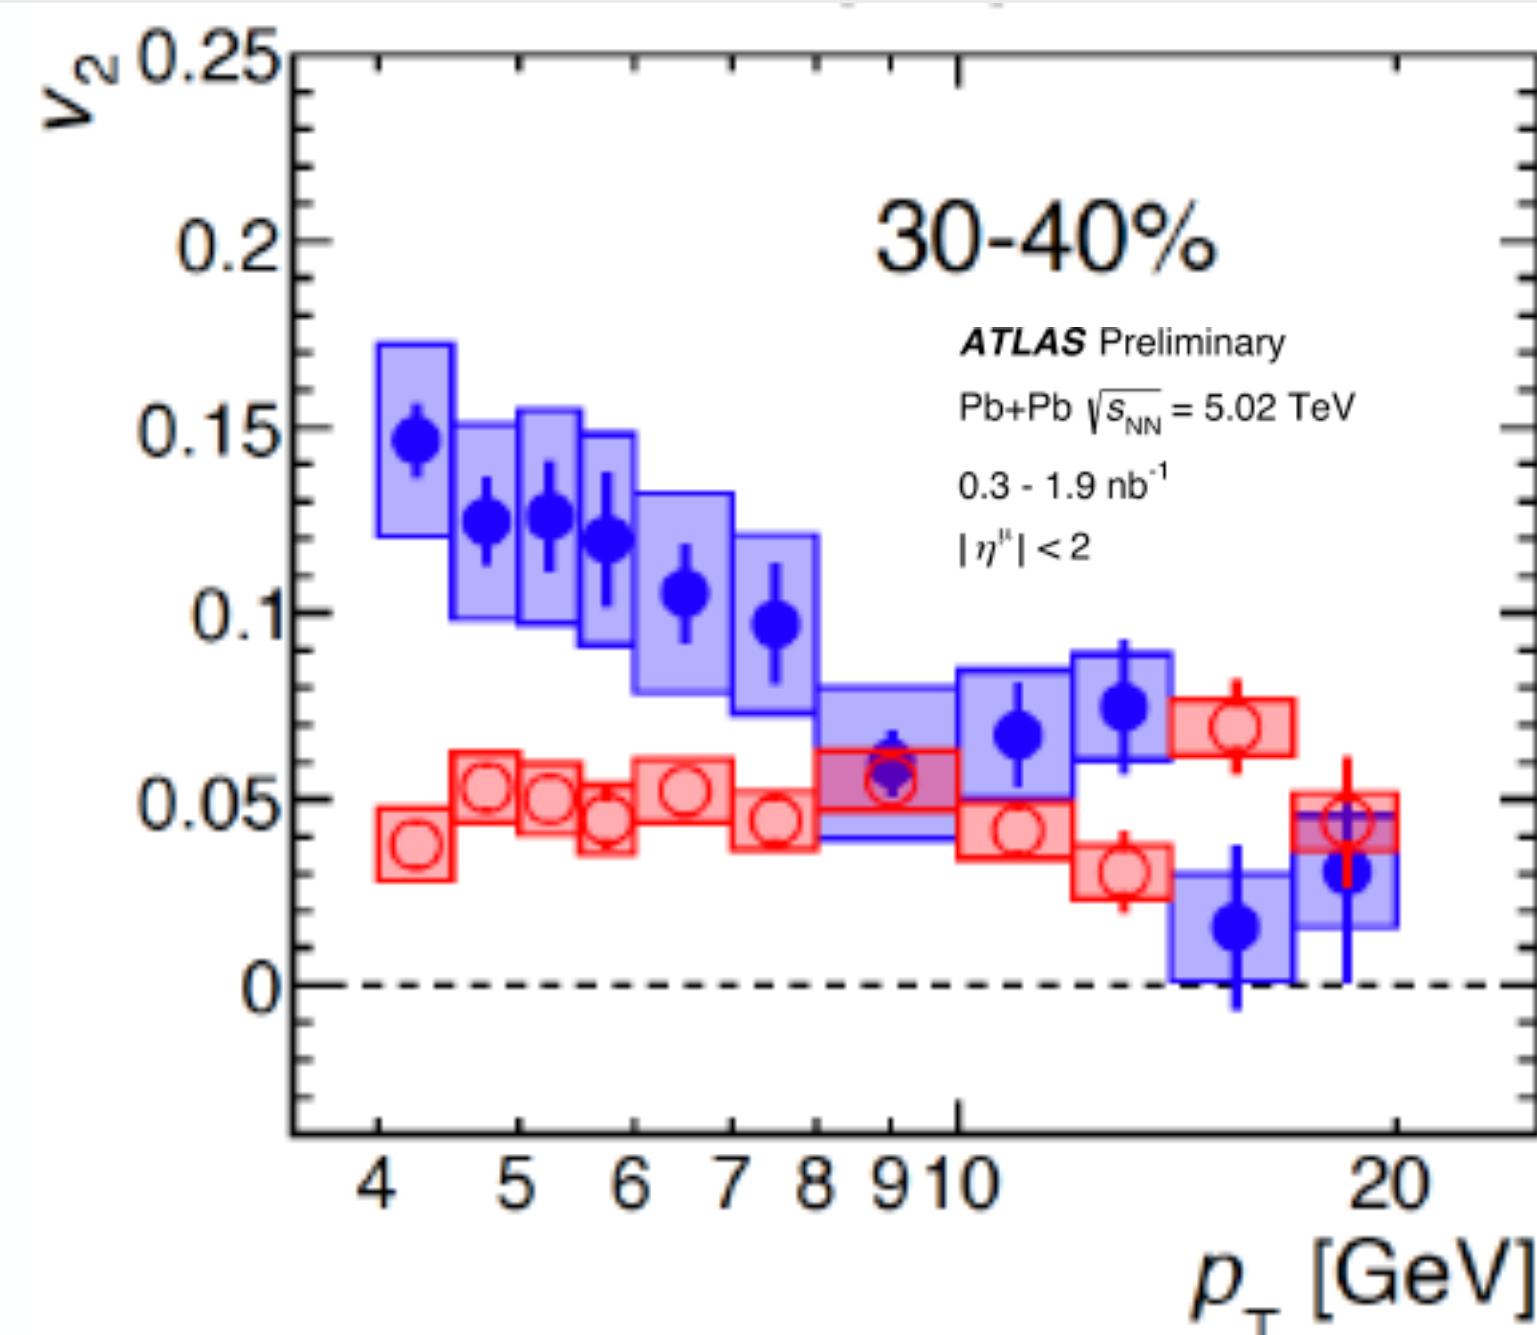 v2
0.25
0.2
0.15
0.1
0.05
0
30-40%
ATLAS Preliminary
Pb+Pb √sNN = 5.02 TeV
0.3 - 1.9 nb-1
| ημ | < 2
4 5 6 7 8 9 10 20
pT [GeV]